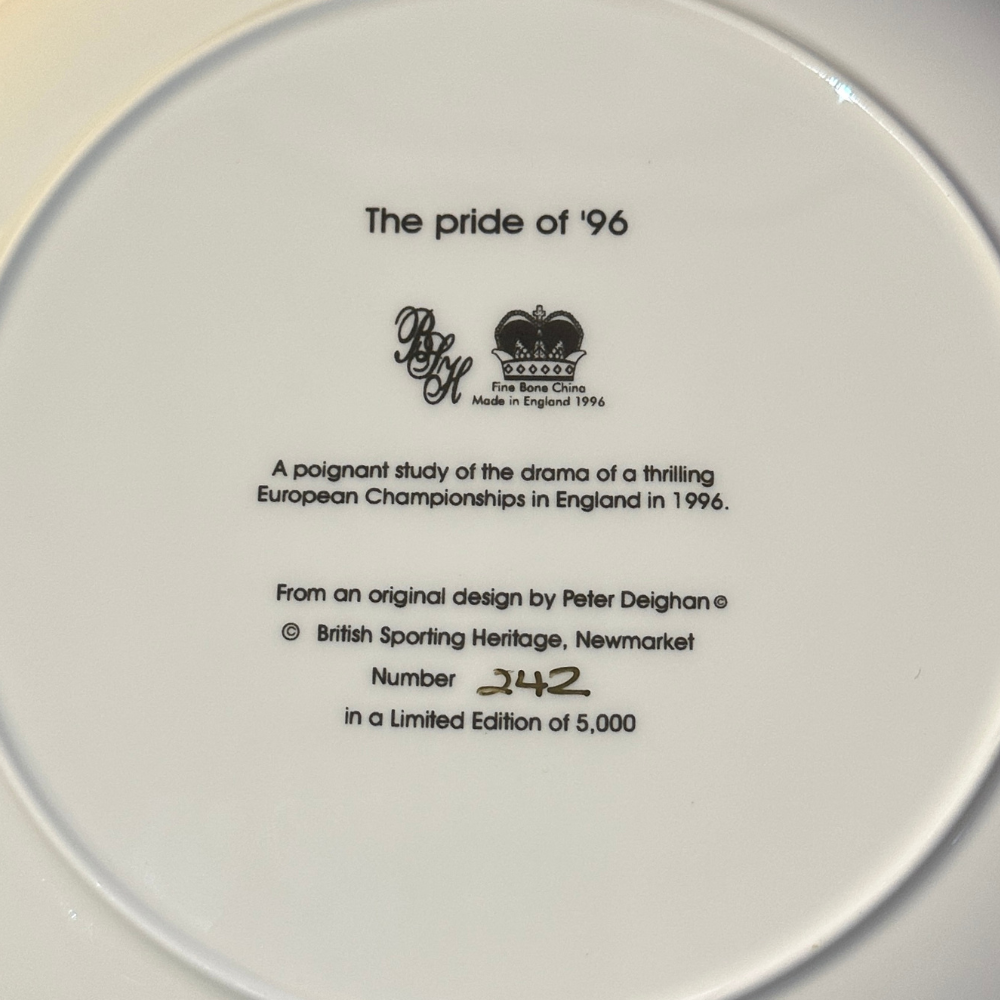 The pride of '96
BSH
Fine Bone China
Made in England 1996
A poignant study of the drama of a thrilling
European Championships in England in 1996.
From an original design by Peter Deighan ©
© British Sporting Heritage, Newmarket
Number 242
in a Limited Edition of 5,000